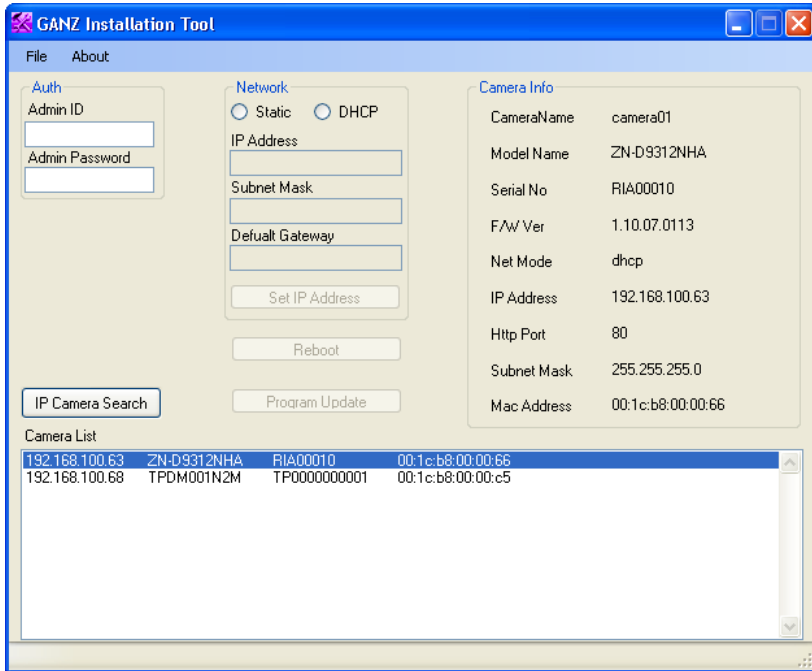 GANZ Installation Tool
File About
Auth
Admin ID
Admin Password
Network
Static DHCP
IP Address
Subnet Mask
Defualt Gateway
Set IP Address
Reboot
Program Update
IP Camera Search
Camera Info
CameraName camera01
Model Name ZN-D9312NHA
Serial No RIA00010
F/W Ver 1.10.07.0113
Net Mode dhcp
IP Address 192.168.100.63
Http Port 80
Subnet Mask 255.255.255.0
Mac Address 00:1c:b8:00:00:66
Camera List
192.168.100.63 ZN-D9312NHA RIA00010 00:1c:b8:00:00:66
192.168.100.68 TPDM001N2M TP0000000001 00:1c:b8:00:00:c5